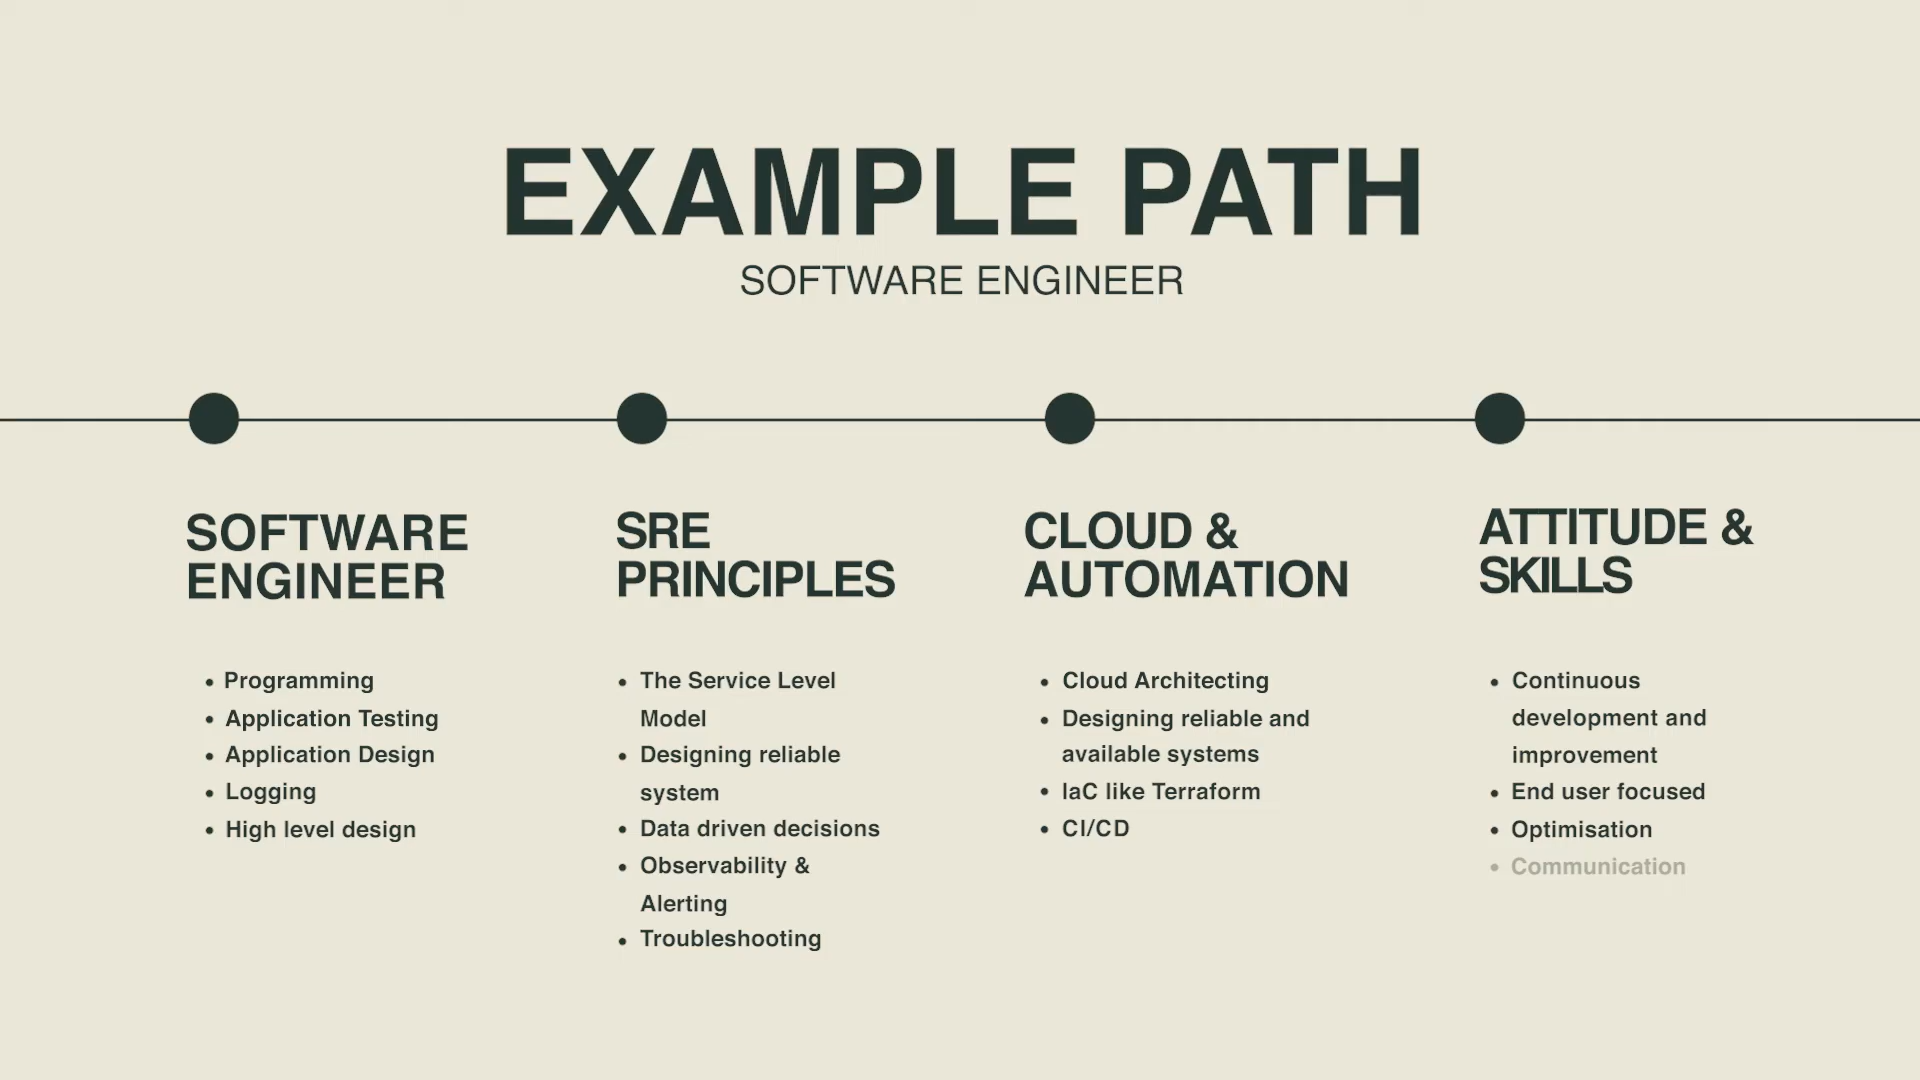 EXAMPLE PATH
SOFTWARE ENGINEER
SOFTWARE
ENGINEER
• Programming
• Application Testing
• Application Design
• Logging
• High level design
SRE
PRINCIPLES
• The Service Level
Model
• Designing reliable
system
• Data driven decisions
• Observability &
Alerting
• Troubleshooting
CLOUD &
AUTOMATION
• Cloud Architecting
• Designing reliable and
available systems
• IaC like Terraform
• CI/CD
ATTITUDE &
SKILLS
• Continuous
development and
improvement
• End user focused
• Optimisation
• Communication